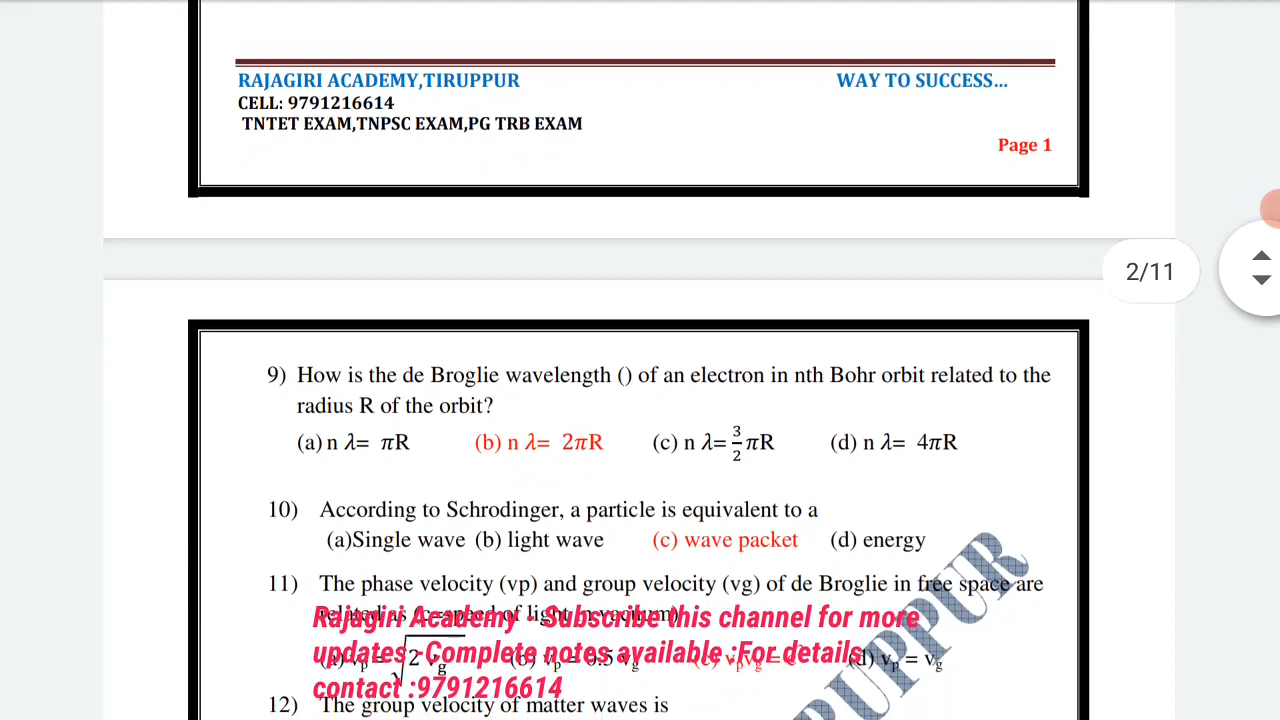 RAJAGIRI ACADEMY,TIRUPPUR WAY TO SUCCESS...
CELL: 9791216614
TNTET EXAM,TNPSC EXAM,PG TRB EXAM
Page 1
2/11
9) How is the de Broglie wavelength () of an electron in nth Bohr orbit related to the
radius R of the orbit?
(a) n λ= πR (b) n λ= 2πR (c) n λ= 3/2 πR (d) n λ= 4πR
10) According to Schrodinger, a particle is equivalent to a
(a)Single wave (b) light wave (c) wave packet (d) energy
11) The phase velocity (vp) and group velocity (vg) of de Broglie in free space are
Rajagiri Academy - Subscribe this channel for more
updates -Complete notes available :For details
contact :9791216614
(d) vp = vg
12) The group velocity of matter waves is
PPUR